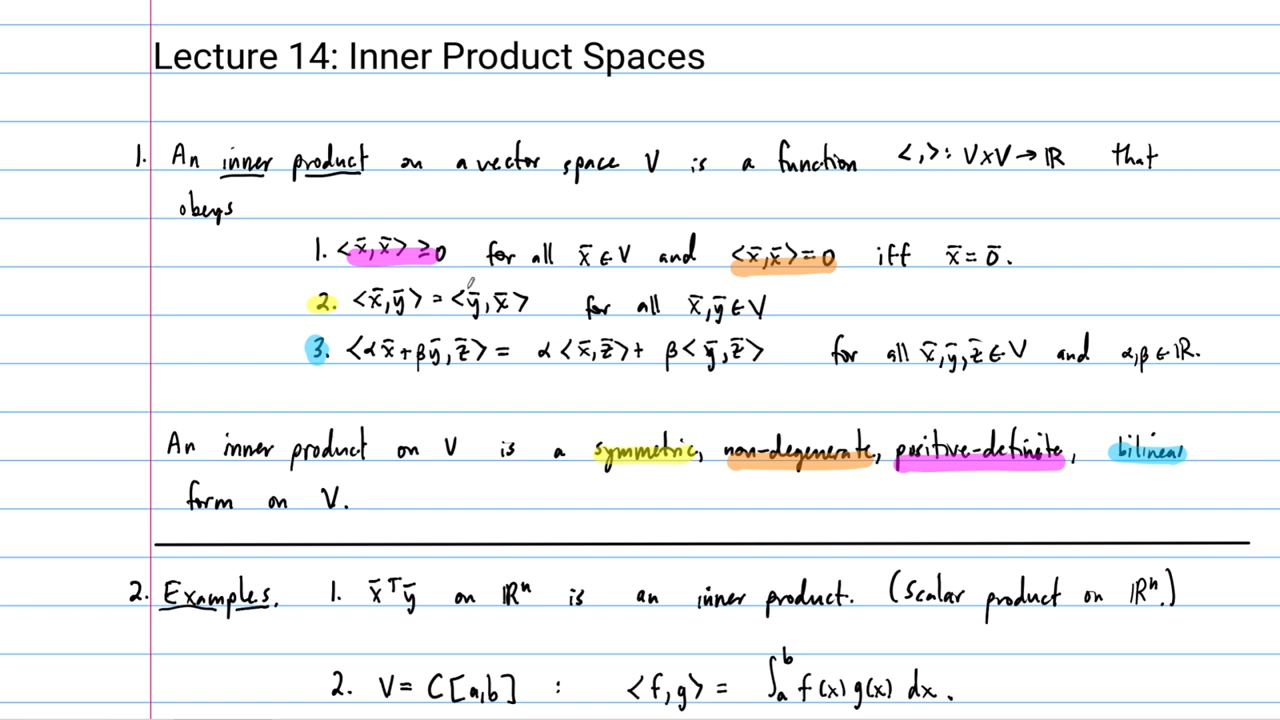 Lecture 14: Inner Product Spaces
1. An inner product on a vector space V is a function <,>: V×V→ℝ that
obeys
1. <x̄,x̄> ≥0 for all x̄∈V and <x̄,x̄>=0 iff x̄=ō.
2. <x̄,ȳ> = <ȳ,x̄> for all x̄,ȳ∈V
3. <αx̄+βȳ,z̄> = α<x̄,z̄>+ β<ȳ,z̄> for all x̄,ȳ,z̄∈V and α,β∈ℝ.
An inner product on V is a symmetric, non-degenerate, positive-definite, bilinear
form on V.
2. Examples. 1. x̄ᵀȳ on ℝⁿ is an inner product. (Scalar product on ℝⁿ.)
2. V= C[a,b] : <f,g> = ∫ₐᵇ f(x)g(x) dx.